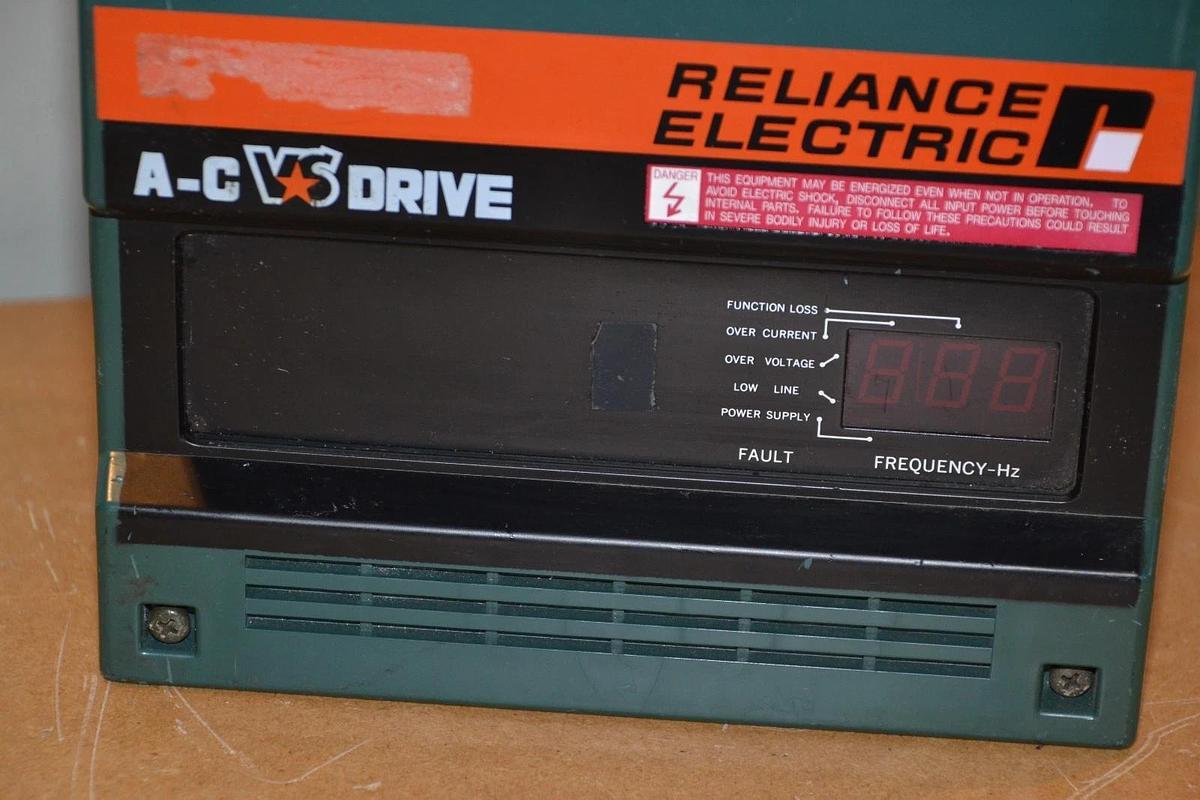 RELIANCE
ELECTRIC
A-C VS DRIVE
DANGER
THIS EQUIPMENT MAY BE ENERGIZED EVEN WHEN NOT IN OPERATION. TO
AVOID ELECTRIC SHOCK, DISCONNECT ALL INPUT POWER BEFORE TOUCHING
INTERNAL PARTS. FAILURE TO FOLLOW THESE PRECAUTIONS COULD RESULT
IN SEVERE BODILY INJURY OR LOSS OF LIFE.
FUNCTION LOSS
OVER CURRENT
OVER VOLTAGE
LOW LINE
POWER SUPPLY
888
FAULT
FREQUENCY-Hz